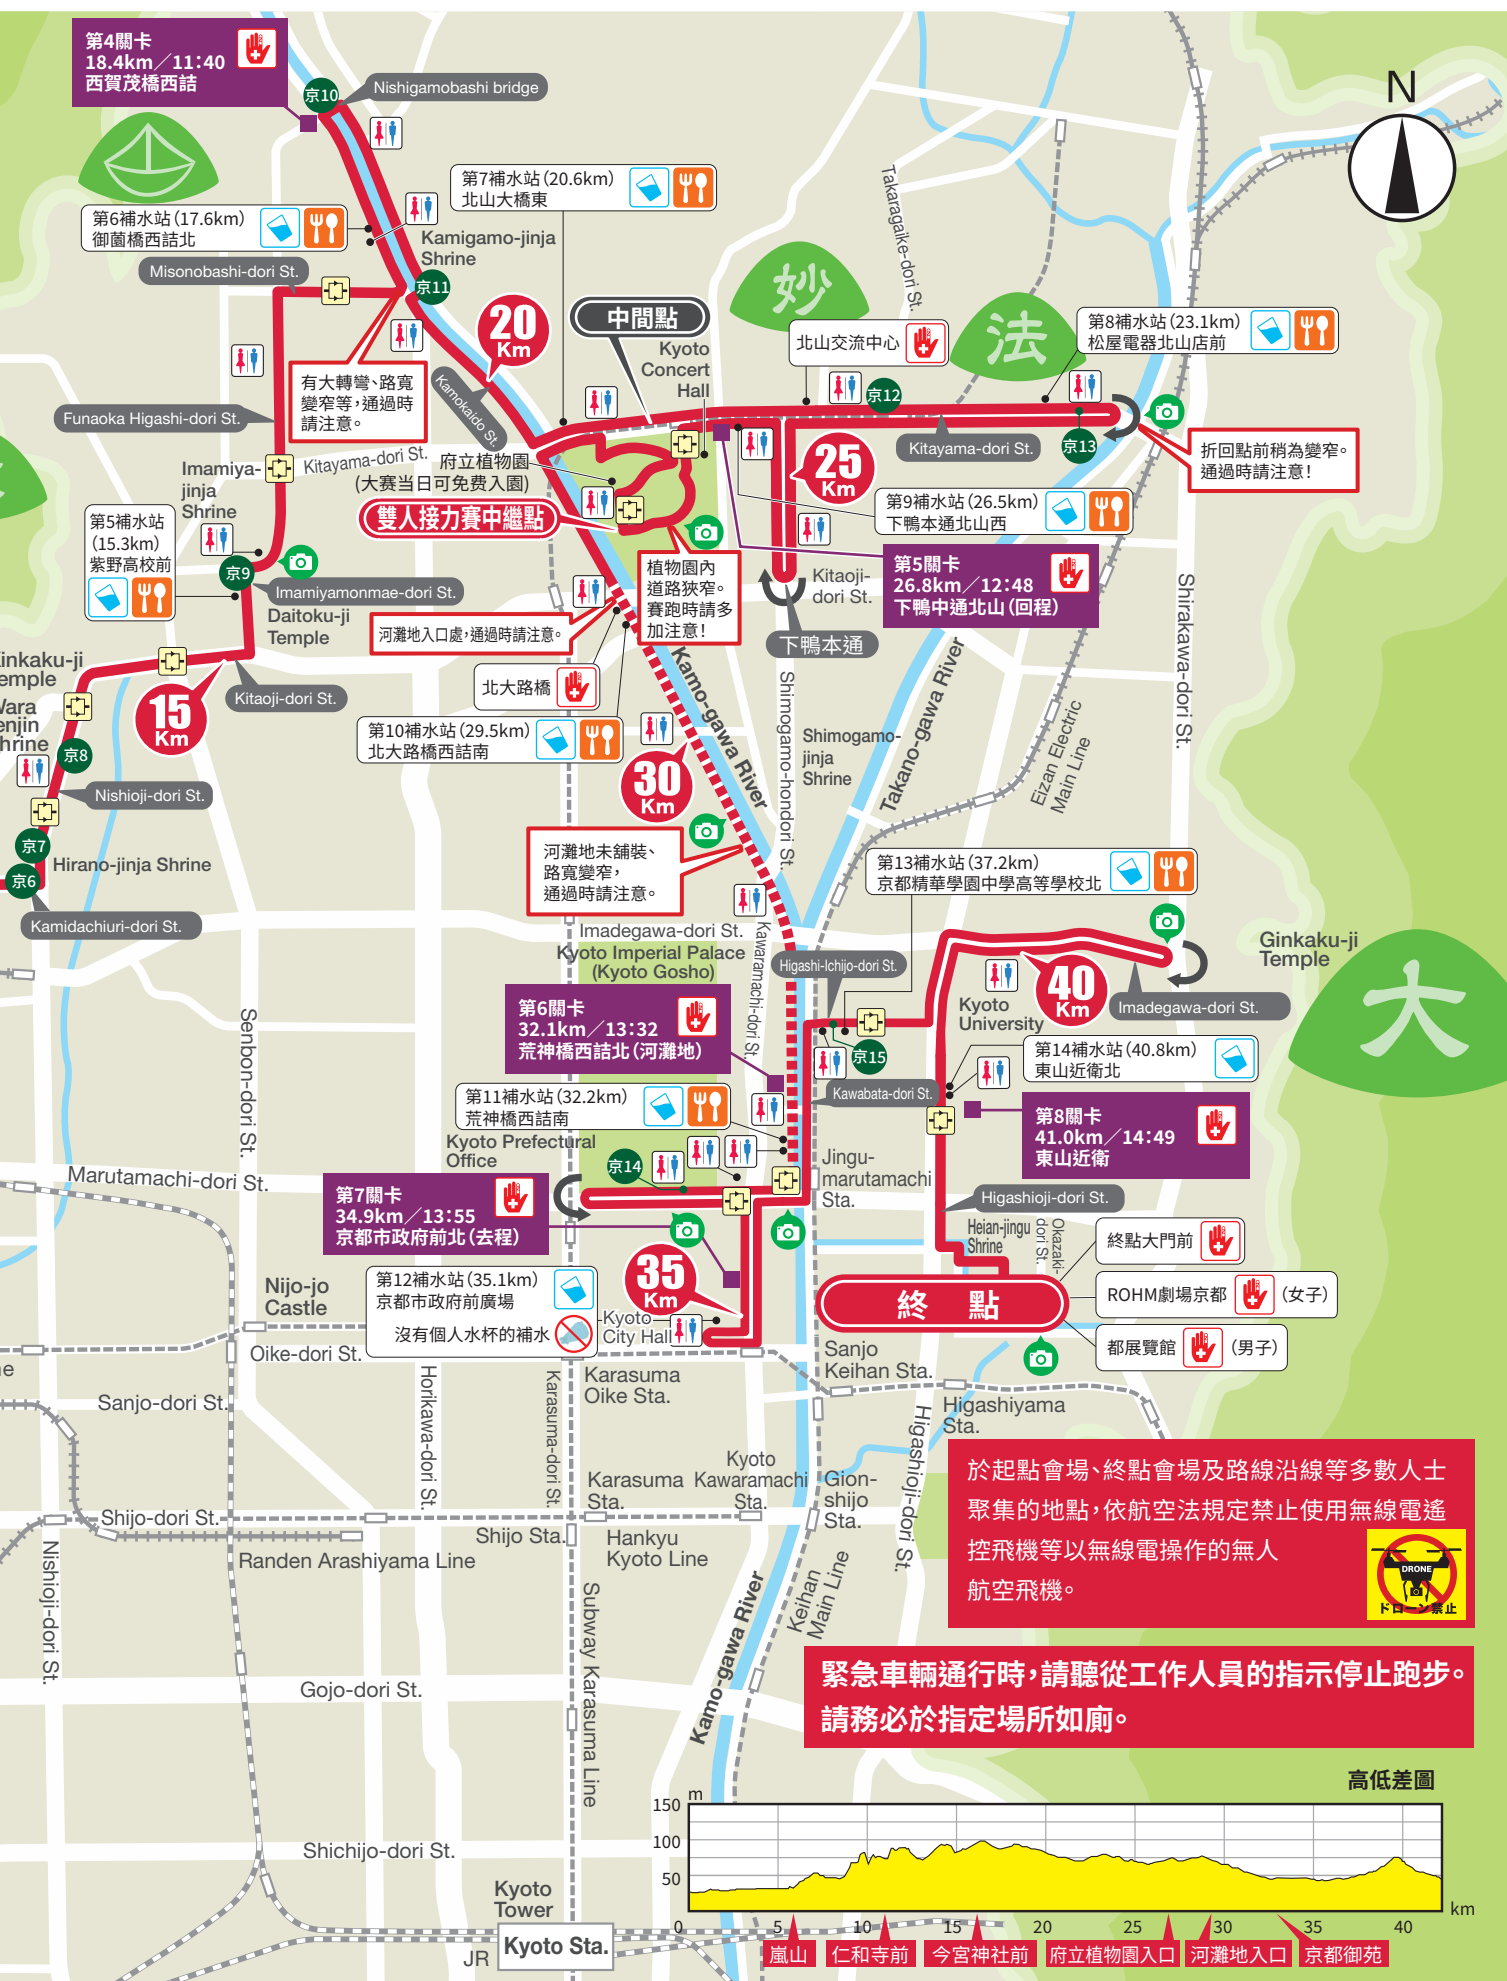 第4關卡
18.4km／11:40
西賀茂橋西詰
京10
Nishigamobashi bridge
N
第7補水站（20.6km）
北山大橋東
第6補水站（17.6km）
御薗橋西詰北
Kamigamo-jinja
Shrine
Misonobashi-dori St.
京11
Takaragaike-dori St.
妙
法
20
Km
中間點
Kyoto
Concert
Hall
北山交流中心
第8補水站（23.1km）
松屋電器北山店前
有大轉彎、路寬
變窄等，通過時
請注意。
Kamokaido St.
京12
Funaoka Higashi-dori St.
Kitayama-dori St.
京13
Kitayama-dori St.
折回點前稍為變窄。
通過時請注意！
Imamiya-
jinja
Shrine
府立植物園
(大賽当日可免費入園)
25
Km
雙人接力賽中繼點
第9補水站（26.5km）
下鴨本通北山西
第5補水站
（15.3km）
紫野高校前
植物園內
道路狹窄。
賽跑時請多
加注意！
第5關卡
26.8km／12:48
下鴨中通北山（回程）
京9
Imamiyamonmae-dori St.
Daitoku-ji
Temple
Kitaoji-
dori St.
Shirakawa-dori St.
河灘地入口處，通過時請注意。
下鴨本通
inkaku-ji
emple
北大路橋
Kamo-gawa River
Takano-gawa River
15
Km
Kitaoji-dori St.
Shimogamo-hondori St.
enjin
hrine
第10補水站（29.5km）
北大路橋西詰南
Shimogamo-
jinja
Shrine
Eizan Electric
Main Line
京8
30
Km
Nishioji-dori St.
京7
河灘地未舖裝、
路寬變窄，
通過時請注意。
Hirano-jinja Shrine
京6
第13補水站（37.2km）
京都精華學園中學高等學校北
Kamidachiuri-dori St.
Imadegawa-dori St.
Kyoto Imperial Palace
(Kyoto Gosho)
Kawaramachi-dori St.
Higashi-Ichijo-dori St.
Ginkaku-ji
Temple
大
40
Km
Kyoto
University
Imadegawa-dori St.
第6關卡
32.1km／13:32
荒神橋西詰北（河灘地）
Senbon-dori St.
京15
第14補水站（40.8km）
東山近衛北
第11補水站（32.2km）
荒神橋西詰南
Kawabata-dori St.
第8關卡
41.0km／14:49
東山近衛
Kyoto Prefectural
Office
京14
Marutamachi-dori St.
Jingu-
marutamachi
Sta.
第7關卡
34.9km／13:55
京都市政府前北（去程）
Higashioji-dori St.
Heian-jingu
Shrine
Okazaki-
dori St.
終點大門前
35
Km
第12補水站（35.1km）
京都市政府前廣場
沒有個人水杯的補水
Nijo-jo
Castle
終 點
ROHM劇場京都
(女子)
Kyoto
City Hall
都展覽館
(男子)
Oike-dori St.
Sanjo
Keihan Sta.
Karasuma
Oike Sta.
Horikawa-dori St.
Karasuma-dori St.
Sanjo-dori St.
Higashiyama
Sta.
Higashioji-dori St.
Kyoto
Kawaramachi
Sta.
Karasuma
Sta.
Gion-
shijo
Sta.
於起點會場、終點會場及路線沿線等多數人士
聚集的地點，依航空法規定禁止使用無線電遙
控飛機等以無線電操作的無人
航空飛機。
DRONE
ドローン禁止
Shijo-dori St.
Shijo Sta.
Hankyu
Kyoto Line
Randen Arashiyama Line
Nishioji-dori St.
Subway Karasuma Line
Kamo-gawa River
Keihan
Main Line
緊急車輛通行時，請聽從工作人員的指示停止跑步。
請務必於指定場所如廁。
Gojo-dori St.
高低差圖
m
150
100
50
Shichijo-dori St.
Kyoto
Tower
Kyoto Sta.
JR
0
5
10
15
20
25
30
35
40
km
嵐山
仁和寺前
今宮神社前
府立植物園入口
河灘地入口
京都御苑